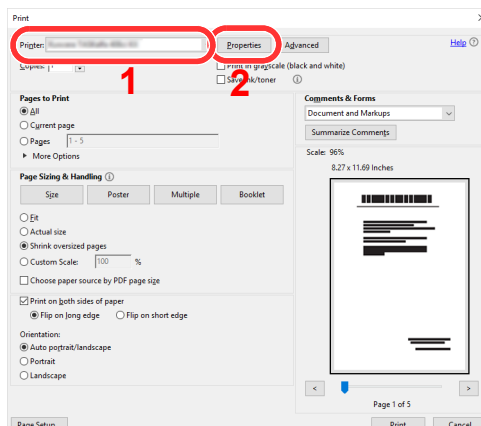 Print
Printer: Properties Advanced Help
Copies: 1 Print in grayscale (black and white)
1 2
Save ink/toner
Pages to Print
All
Current page
Pages 1 - 5
More Options
Comments & Forms
Document and Markups
Summarize Comments
Page Sizing & Handling
Size Poster Multiple Booklet
Fit
Actual size
Shrink oversized pages
Custom Scale: 100 %
Choose paper source by PDF page size
Print on both sides of paper
Flip on long edge Flip on short edge
Orientation:
Auto portrait/landscape
Portrait
Landscape
Scale: 96%
8.27 x 11.69 Inches
< >
Page 1 of 5
Page Setup... Print Cancel